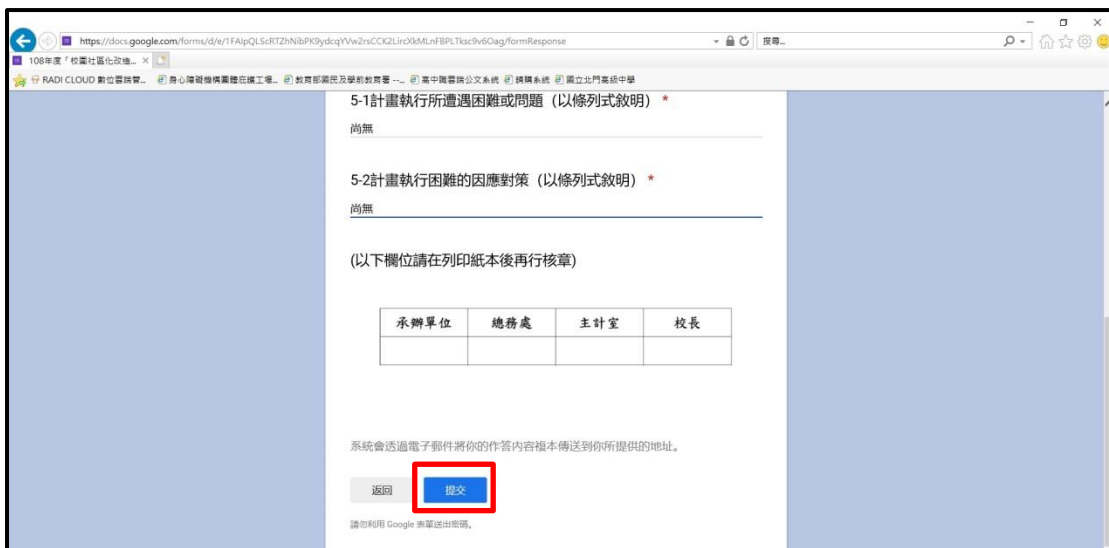 https://docs.google.com/forms/d/e/1FAIpQLScRTZhNibPK9ydcqYVw2rsCCK2LircXkMLnFBPLTksc9v6Oag/formResponse
搜尋...
108年度「校園社區化改造...
RADI CLOUD 數位雲端管...
身心障礙機構團體在織工場...
教育部國民及學前教育署 --...
高中職雲端公文系統
請購系統
國立北門高級中學
5-1計畫執行所遭遇困難或問題（以條列式敘明） *
尚無
5-2計畫執行困難的因應對策（以條列式敘明） *
尚無
(以下欄位請在列印紙本後再行核章)
承辦單位 總務處 主計室 校長
系統會透過電子郵件將你的作答內容複本傳送到你所提供的地址。
返回 提交
請勿利用 Google 表單送出密碼。